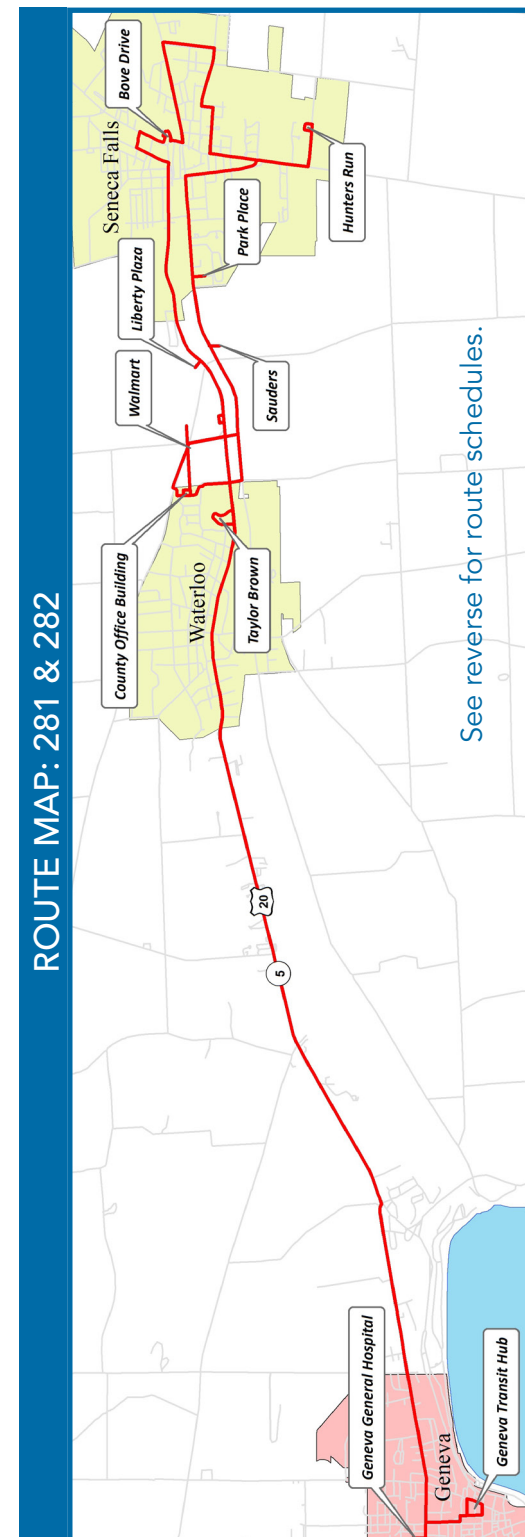 ROUTE MAP: 281 & 282
Geneva General Hospital
Geneva
Geneva Transit Hub
5
20
County Office Building
Waterloo
Taylor Brown
Walmart
Liberty Plaza
Sauders
Seneca Falls
Bove Drive
Park Place
Hunters Run
See reverse for route schedules.